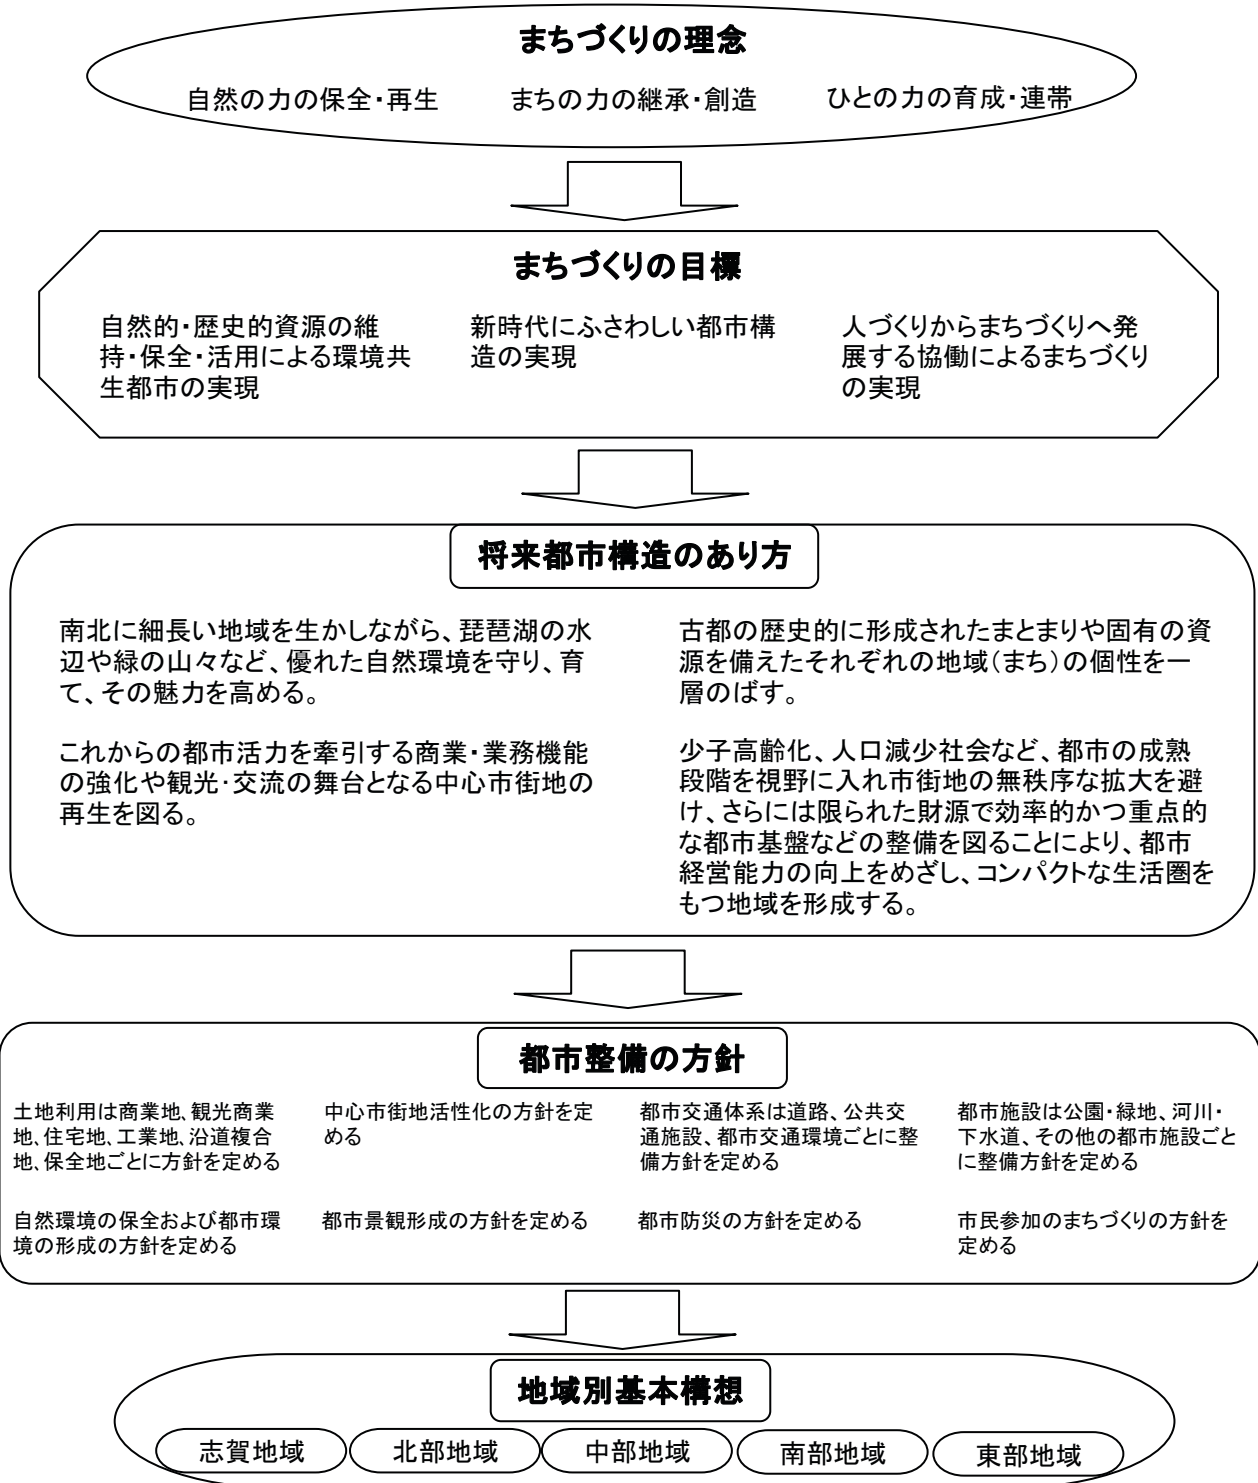 まちづくりの理念
自然の力の保全・再生
まちの力の継承・創造
ひとの力の育成・連帯
まちづくりの目標
自然的・歴史的資源の維
持・保全・活用による環境共
生都市の実現
新時代にふさわしい都市構
造の実現
人づくりからまちづくりへ発
展する協働によるまちづくり
の実現
将来都市構造のあり方
南北に細長い地域を生かしながら、琵琶湖の水
辺や緑の山々など、優れた自然環境を守り、育
て、その魅力を高める。
これからの都市活力を牽引する商業・業務機能
の強化や観光・交流の舞台となる中心市街地の
再生を図る。
古都の歴史的に形成されたまとまりや固有の資
源を備えたそれぞれの地域(まち)の個性を一
層のばす。
少子高齢化、人口減少社会など、都市の成熟
段階を視野に入れ市街地の無秩序な拡大を避
け、さらには限られた財源で効率的かつ重点的
な都市基盤などの整備を図ることにより、都市
経営能力の向上をめざし、コンパクトな生活圏を
もつ地域を形成する。
都市整備の方針
土地利用は商業地、観光商業
地、住宅地、工業地、沿道複合
地、保全地ごとに方針を定める
中心市街地活性化の方針を定
める
都市交通体系は道路、公共交
通施設、都市交通環境ごとに整
備方針を定める
都市施設は公園・緑地、河川・
下水道、その他の都市施設ごと
に整備方針を定める
自然環境の保全および都市環
境の形成の方針を定める
都市景観形成の方針を定める
都市防災の方針を定める
市民参加のまちづくりの方針を
定める
地域別基本構想
志賀地域
北部地域
中部地域
南部地域
東部地域